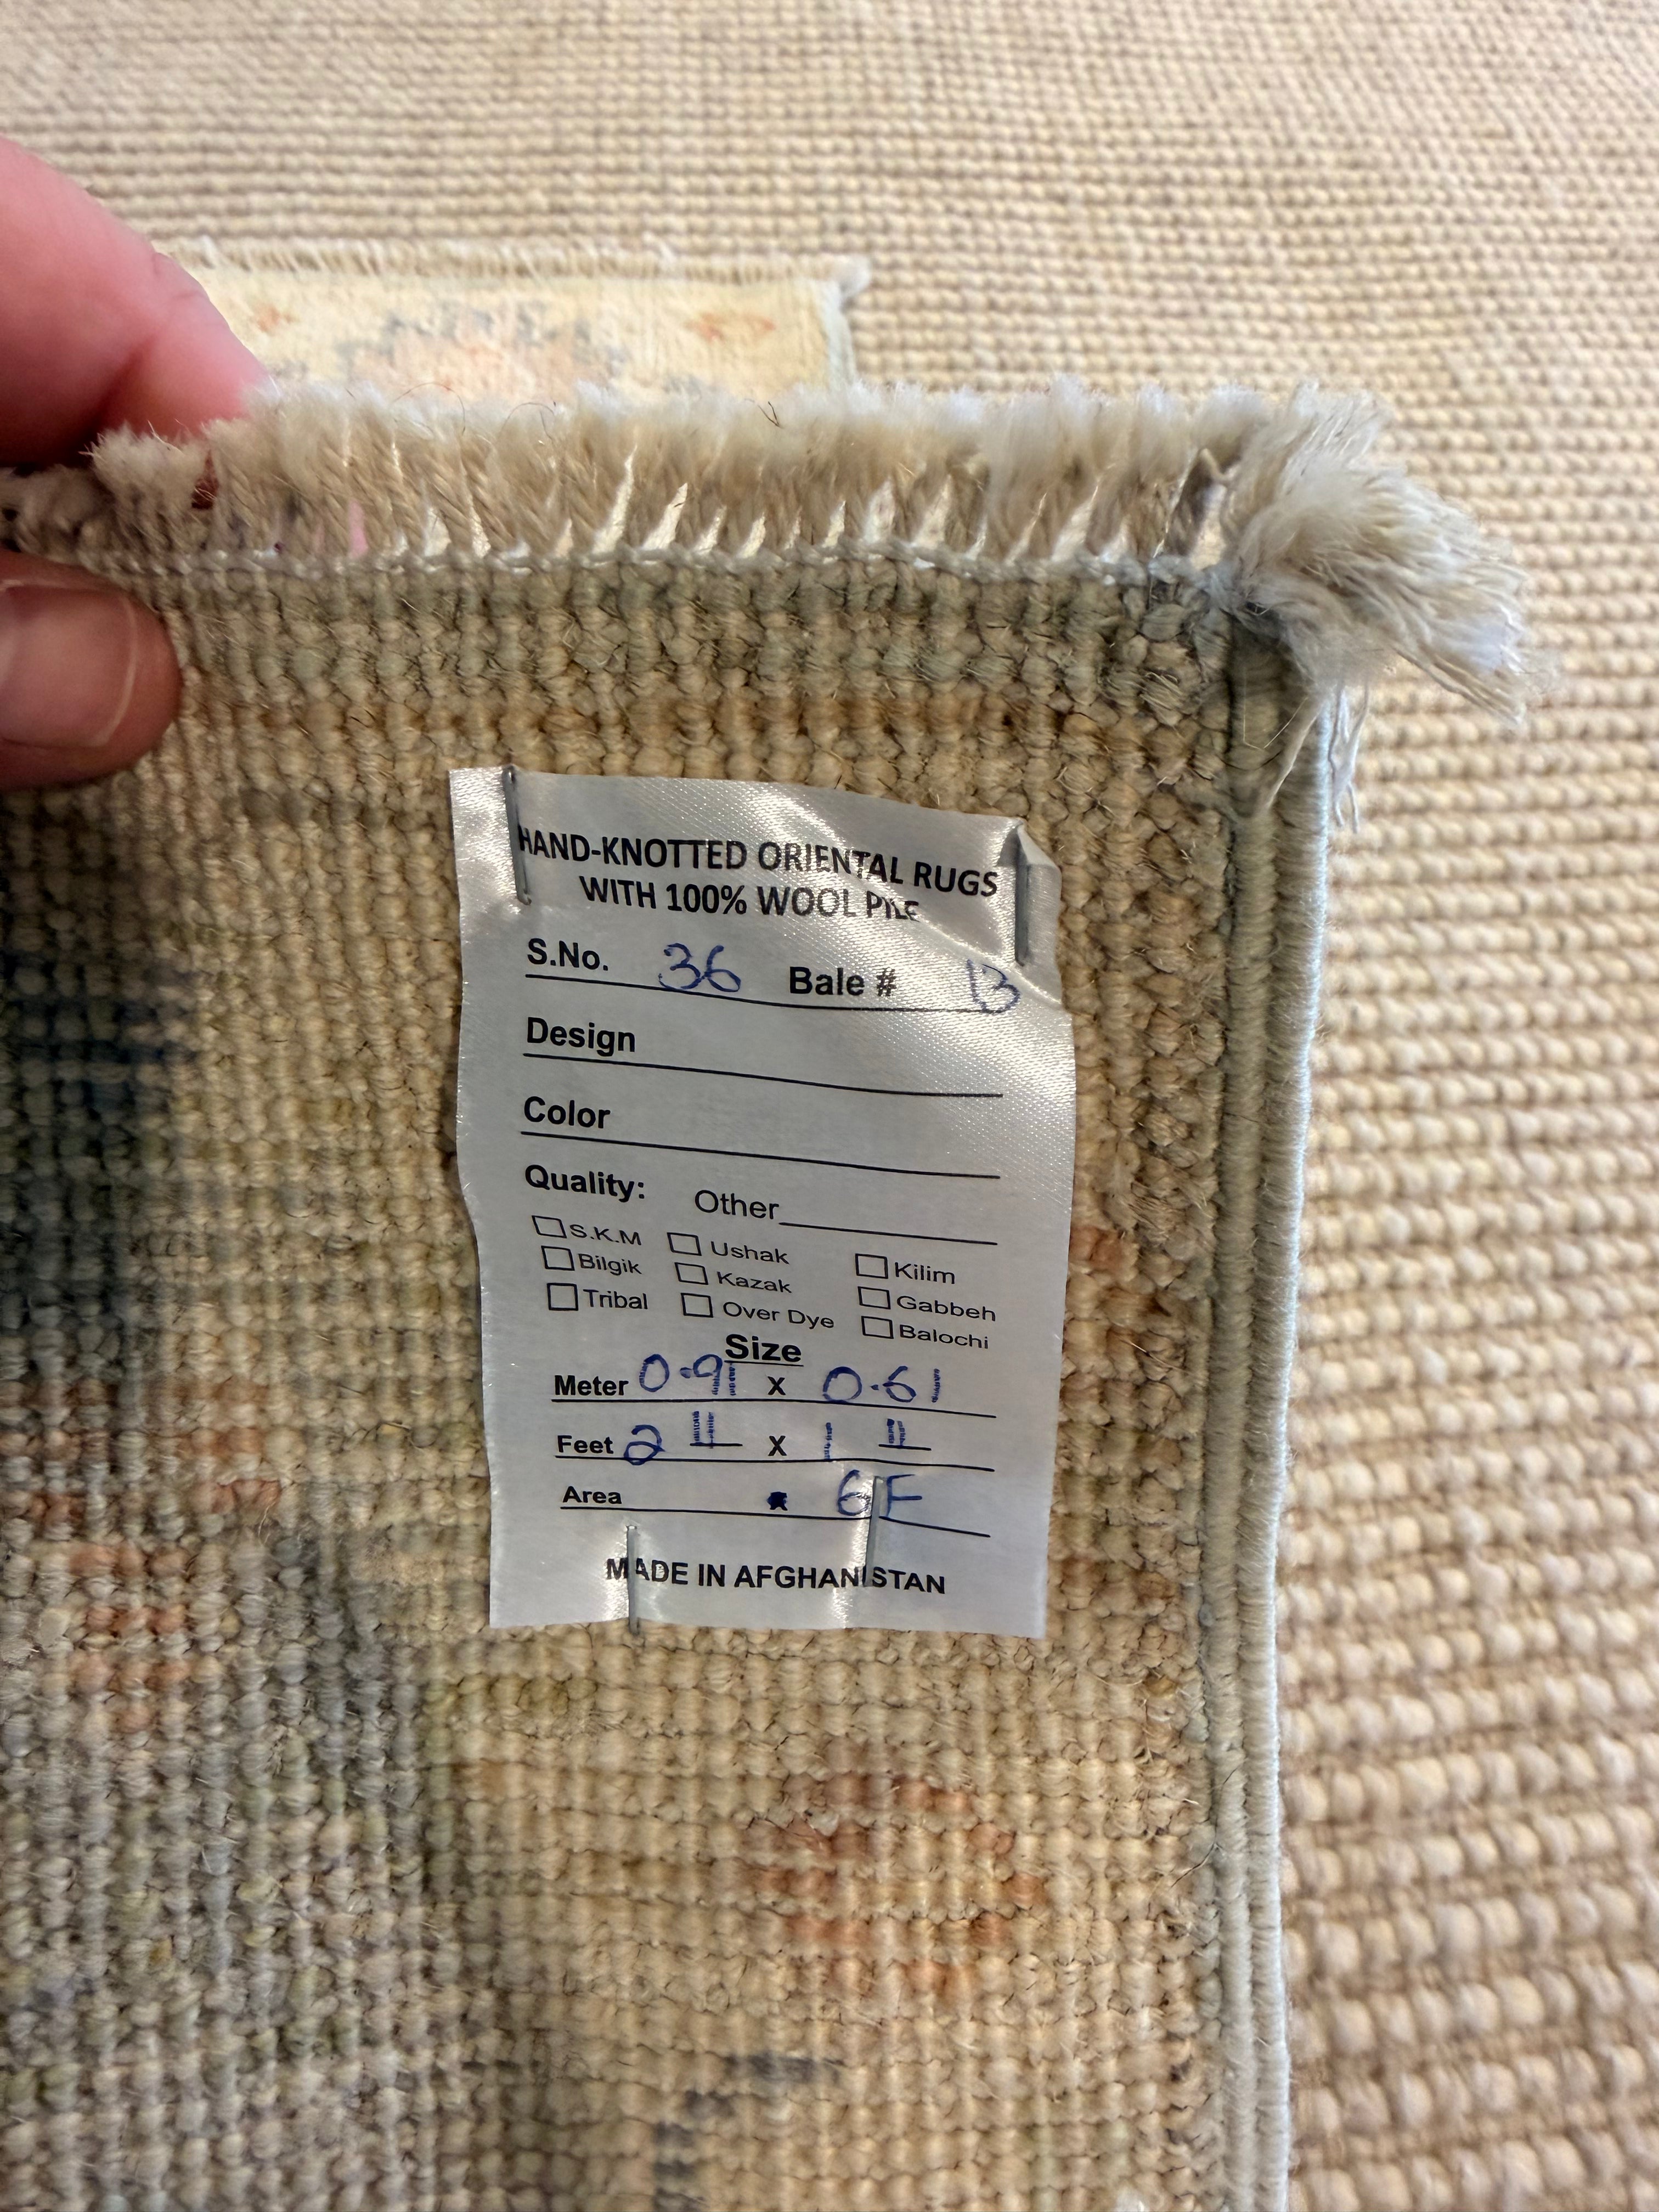 HAND-KNOTTED ORIENTAL RUGS
WITH 100% WOOL PILE
S.No. 36 Bale # 13
Design
Color
Quality: Other
S.K.M Ushak Kilim
Bilgik Kazak Gabbeh
Tribal Over Dye Balochi
Size
Meter 0.91 x 0.61
Feet 2 11 x 1 11
Area 6F
MADE IN AFGHANISTAN